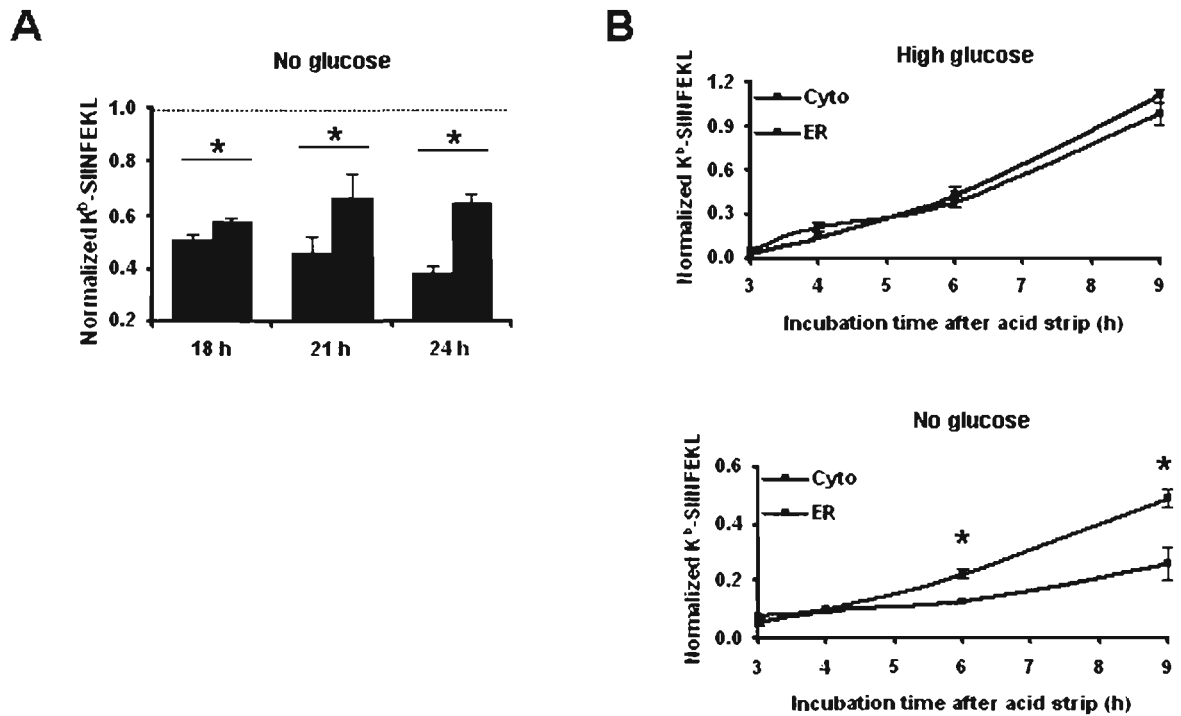 A
No glucose
Normalized Kᵇ-SIINFEKL
1.0
0.8
0.6
0.4
0.2
*
*
*
18 h
21 h
24 h
B
High glucose
Normalized Kᵇ-SIINFEKL
1.2
0.9
0.6
0.3
0.0
Cyto
ER
3 4 5 6 7 8 9
Incubation time after acid strip (h)
No glucose
Normalized Kᵇ-SIINFEKL
0.6
0.4
0.2
0.0
Cyto
ER
*
*
3 4 5 6 7 8 9
Incubation time after acid strip (h)